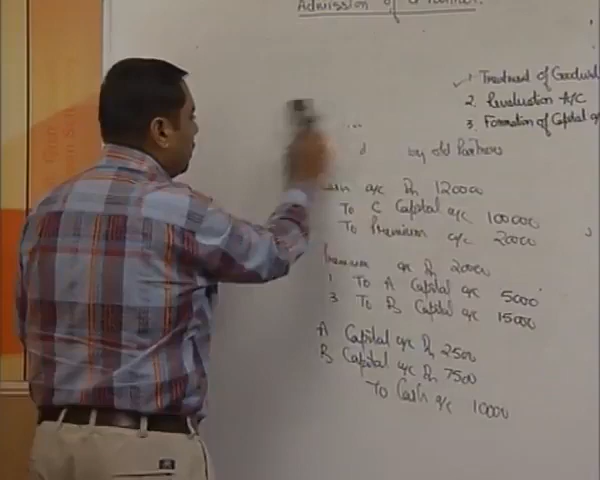 Admission of a Partner.
1. Treatment of Goodwill
2. Revaluation A/C
3. Formation of Capital a/c
d by old Partners
a/c Dr 120000
To C Capital a/c 100000
To Premium a/c 20000
Premium a/c Dr 20000
1 To A Capital a/c 5000
3 To B Capital a/c 15000
A Capital a/c Dr 2500
B Capital a/c Dr 7500
To Cash a/c 10000